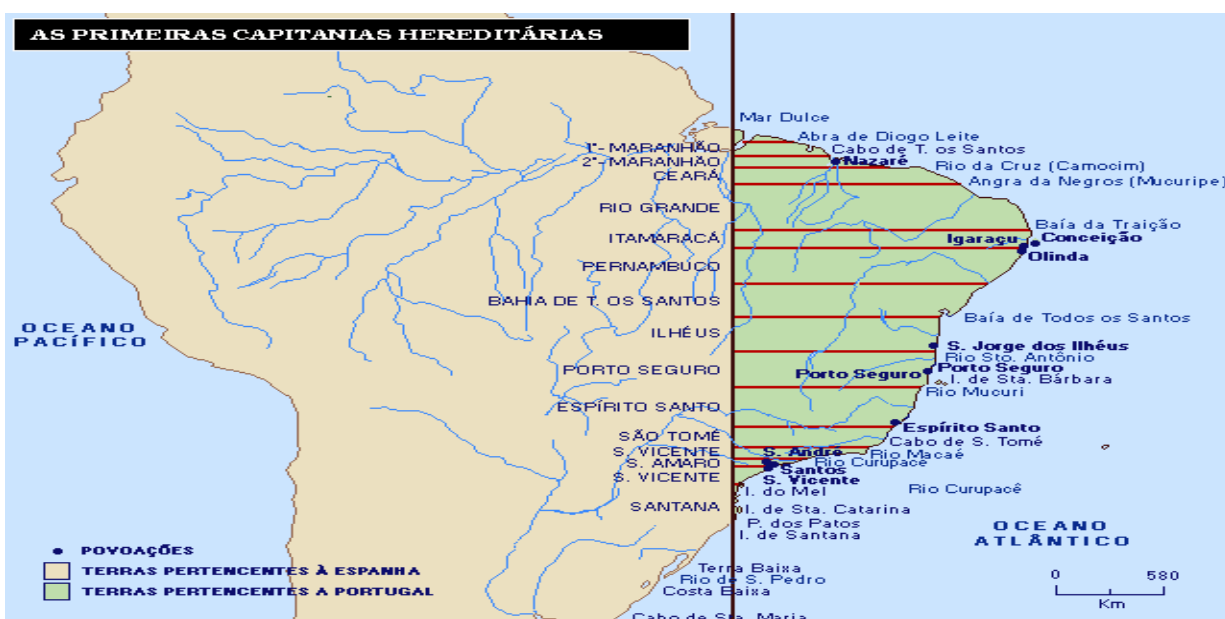 AS PRIMEIRAS CAPITANIAS HEREDITÁRIAS
Mar Dulce
Abra de Diogo Leite
1ª- MARANHÃO
Cabo de T. os Santos
2ª- MARANHÃO
Nazaré
Rio da Cruz (Camocim)
CEARÁ
Angra da Negros (Mucuripe)
RIO GRANDE
Baía da Traição
ITAMARACÁ
Igaraçu
Conceição
Olinda
PERNAMBUCO
BAHIA DE T. OS SANTOS
Baía de Todos os Santos
OCEANO
PACÍFICO
ILHÉUS
S. Jorge dos Ilhéus
Rio Sto. Antônio
PORTO SEGURO
Porto Seguro
Porto Seguro
I. de Sta. Bárbara
Rio Mucuri
ESPÍRITO SANTO
Espírito Santo
SÃO TOMÉ
Cabo de S. Tomé
S. VICENTE
S. André
Rio Macaé
S. AMARO
Rio Curupacê
Santos
S. VICENTE
S. Vicente
I. do Mel
Rio Curupacê
SANTANA
I. de Sta. Catarina
P. dos Patos
I. de Santana
OCEANO
ATLÂNTICO
POVOAÇÕES
TERRAS PERTENCENTES À ESPANHA
TERRAS PERTENCENTES A PORTUGAL
Terra Baixa
Rio de S. Pedro
Costa Baixa
Cabo de Sta. Maria
0 580
Km